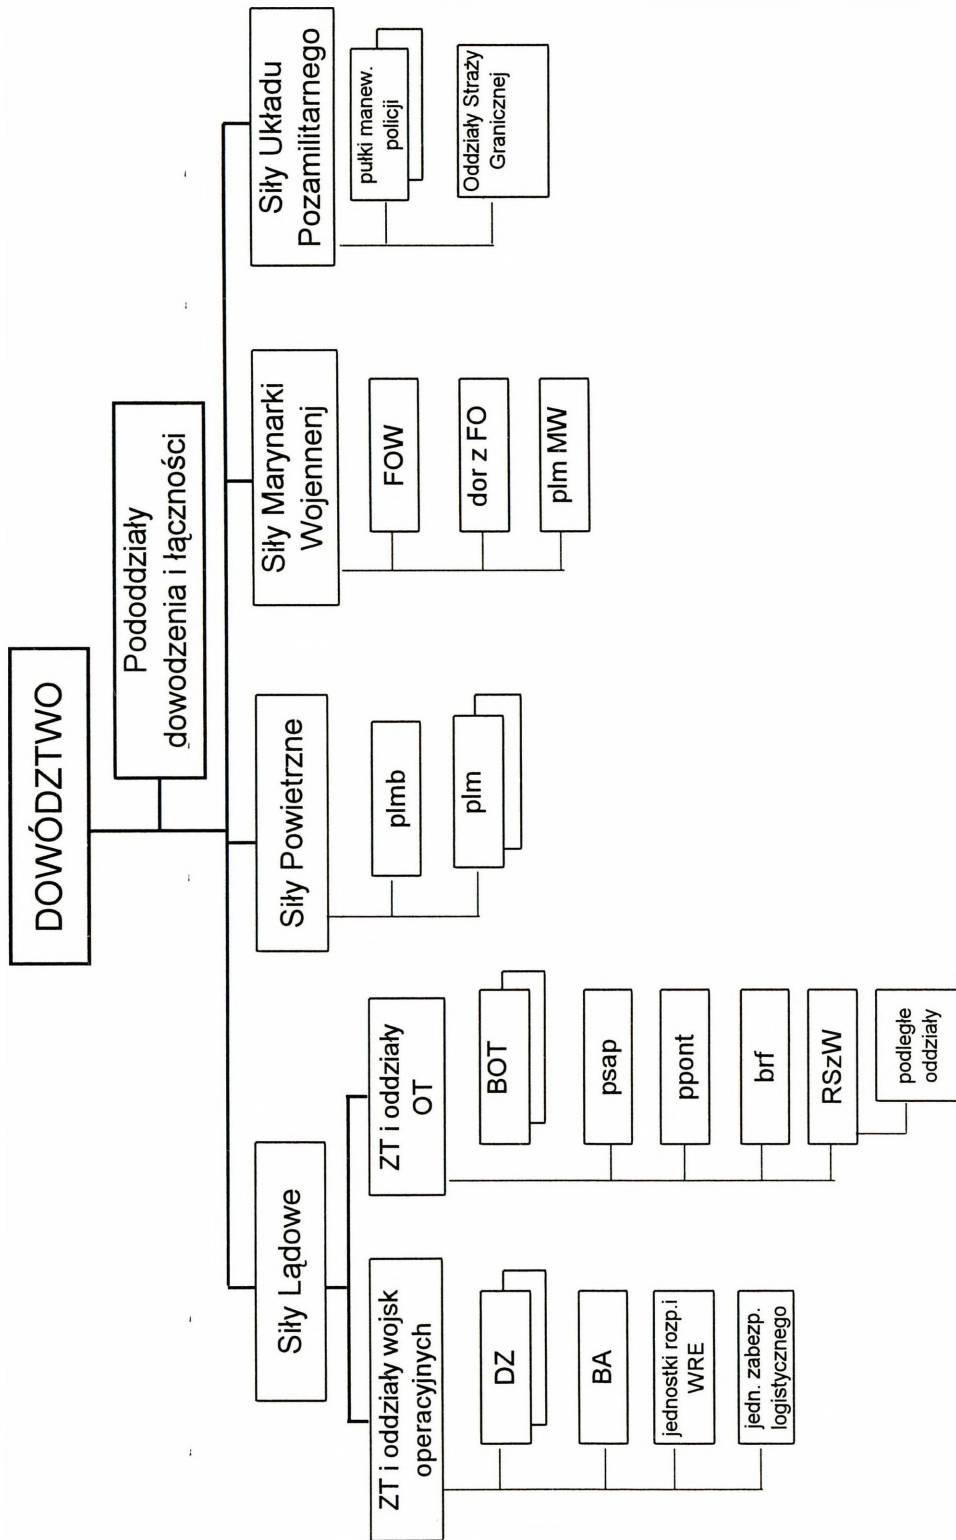 DOWÓDZTWO
Pododdziały
dowodzenia i łączności
Siły Lądowe
Siły Powietrzne
Siły Marynarki
Wojennenj
Siły Układu
Pozamilitarnego
ZT i oddziały wojsk
operacyjnych
DZ
BA
jednostki rozp.i
WRE
jedn. zabezp.
logistycznego
ZT i oddziały
OT
BOT
psap
ppont
brf
RSzW
podległe
oddziały
plmb
plm
FOW
dor z FO
plm MW
pułki manew.
policji
Oddziały Straży
Granicznej